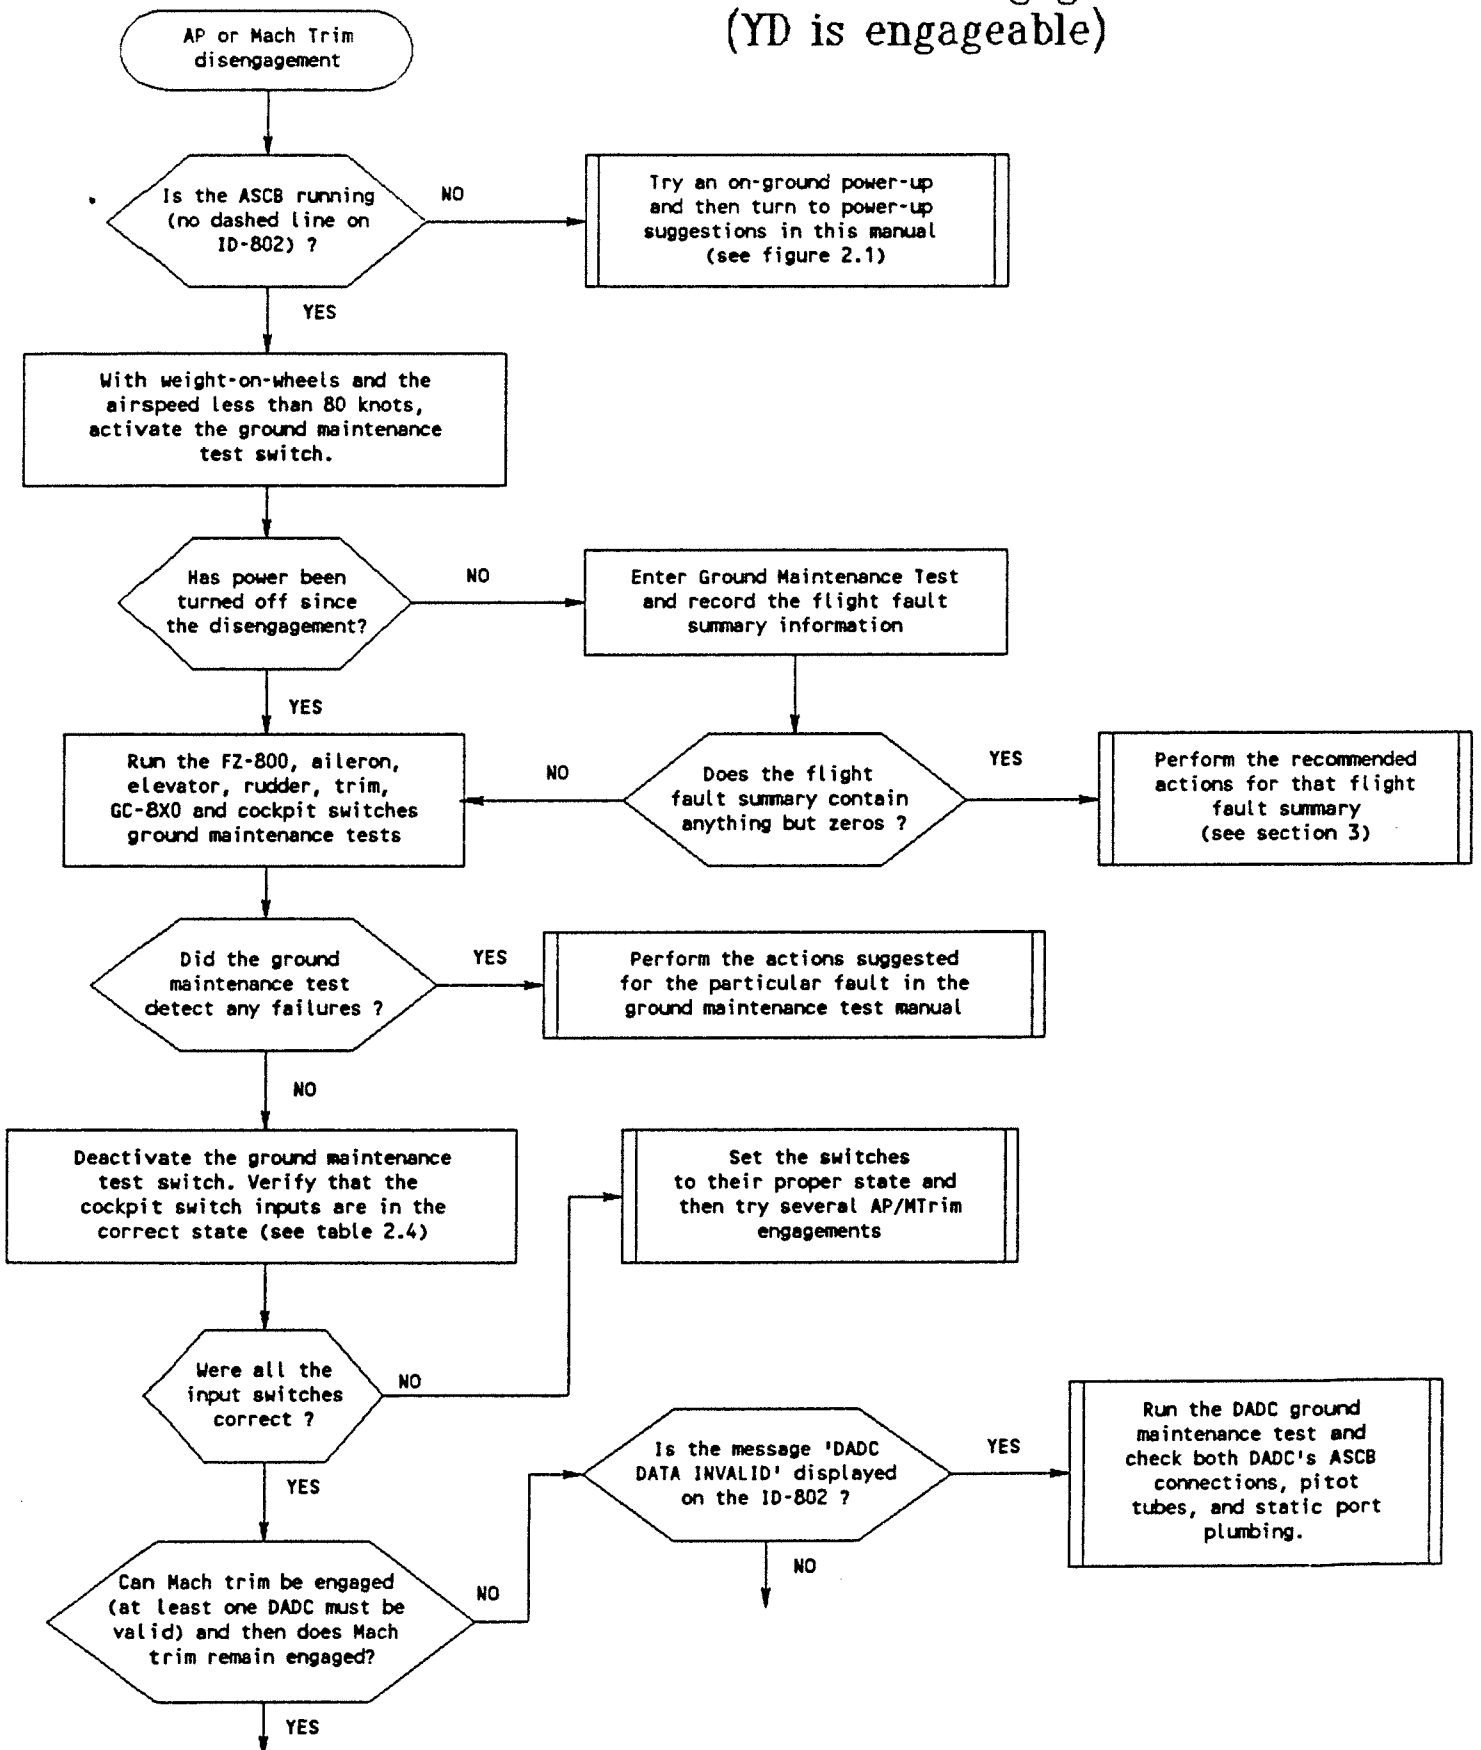 (YD is engageable)
AP or Mach Trim
disengagement
Is the ASCB running
(no dashed line on
ID-802) ?
NO
Try an on-ground power-up
and then turn to power-up
suggestions in this manual
(see figure 2.1)
YES
With weight-on-wheels and the
airspeed less than 80 knots,
activate the ground maintenance
test switch.
Has power been
turned off since
the disengagement?
NO
Enter Ground Maintenance Test
and record the flight fault
summary information
YES
Run the FZ-800, aileron,
elevator, rudder, trim,
GC-8X0 and cockpit switches
ground maintenance tests
NO
Does the flight
fault summary contain
anything but zeros ?
YES
Perform the recommended
actions for that flight
fault summary
(see section 3)
Did the ground
maintenance test
detect any failures ?
YES
Perform the actions suggested
for the particular fault in the
ground maintenance test manual
NO
Deactivate the ground maintenance
test switch. Verify that the
cockpit switch inputs are in the
correct state (see table 2.4)
Set the switches
to their proper state and
then try several AP/MTrim
engagements
Were all the
input switches
correct ?
NO
YES
Is the message 'DADC
DATA INVALID' displayed
on the ID-802 ?
YES
Run the DADC ground
maintenance test and
check both DADC's ASCB
connections, pitot
tubes, and static port
plumbing.
NO
Can Mach trim be engaged
(at least one DADC must be
valid) and then does Mach
trim remain engaged?
NO
YES